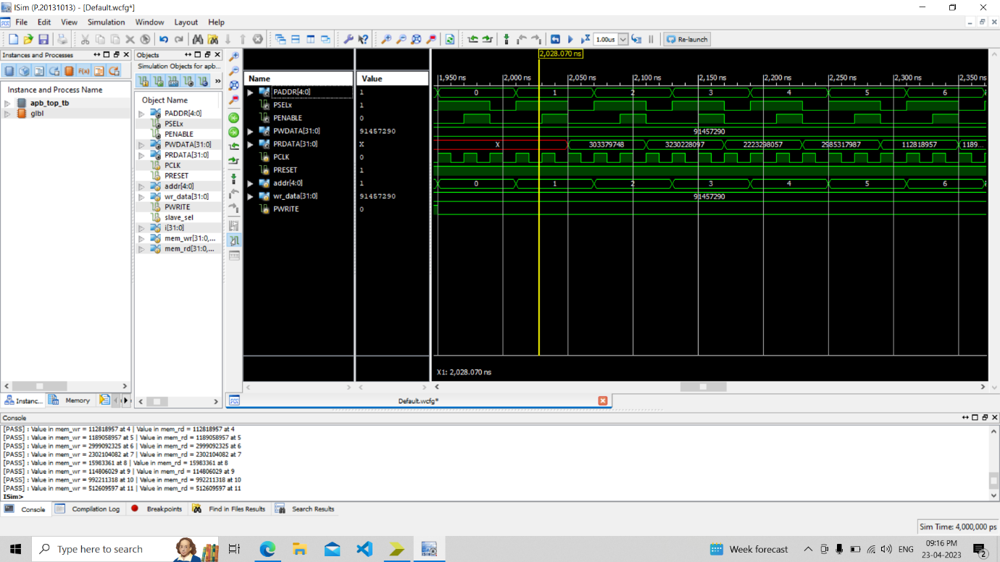 ISim (P.20131013) - [Default.wcfg*]
File Edit View Simulation Window Layout Help
1.00us Re-launch
Instances and Processes
Instance and Process Name
apb_top_tb
glbl
Instanc... Memory
Objects
Simulation Objects for apb...
Object Name
PADDR[4:0]
PSELx
PENABLE
PWDATA[31:0]
PRDATA[31:0]
PCLK
PRESET
addr[4:0]
wr_data[31:0]
PWRITE
slave_sel
i[31:0]
mem_wr[31:0,...
mem_rd[31:0,...
2,028.070 ns
Name Value
1,950 ns 2,000 ns 2,050 ns 2,100 ns 2,150 ns 2,200 ns 2,250 ns 2,300 ns 2,350 ns
PADDR[4:0] 1 0 1 2 3 4 5 6
PSELx 1
PENABLE 0
PWDATA[31:0] 91457290 91457290
PRDATA[31:0] X X 303379748 3230228097 2223298057 2985317987 112818957 1189...
PCLK 0
PRESET 1
addr[4:0] 1 0 1 2 3 4 5 6
wr_data[31:0] 91457290 91457290
PWRITE 0
X1: 2,028.070 ns
Default.wcfg*
Console
[PASS] : Value in mem_wr = 112818957 at 4 | Value in mem_rd = 112818957 at 4
[PASS] : Value in mem_wr = 1189058957 at 5 | Value in mem_rd = 1189058957 at 5
[PASS] : Value in mem_wr = 2999092325 at 6 | Value in mem_rd = 2999092325 at 6
[PASS] : Value in mem_wr = 2302104082 at 7 | Value in mem_rd = 2302104082 at 7
[PASS] : Value in mem_wr = 15983361 at 8 | Value in mem_rd = 15983361 at 8
[PASS] : Value in mem_wr = 114806029 at 9 | Value in mem_rd = 114806029 at 9
[PASS] : Value in mem_wr = 992211318 at 10 | Value in mem_rd = 992211318 at 10
[PASS] : Value in mem_wr = 512609597 at 11 | Value in mem_rd = 512609597 at 11
ISim>
Console Compilation Log Breakpoints Find in Files Results Search Results
Sim Time: 4,000,000 ps
Type here to search
Week forecast
ENG
09:16 PM
23-04-2023
2